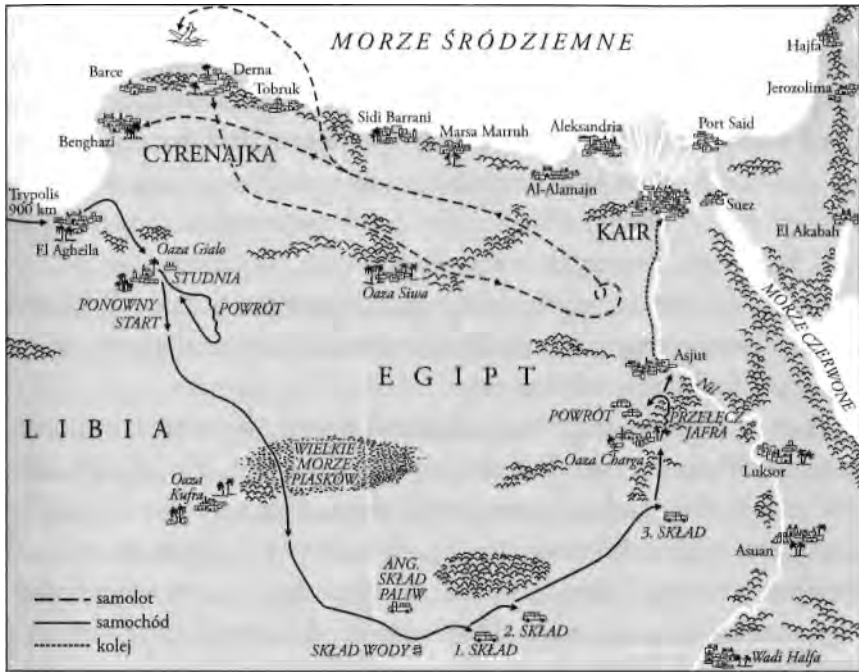 MORZE ŚRÓDZIEMNE
Hajfa
Jerozolima
Barce
Derna
Tobruk
Benghazi
CYRENAJKA
Sidi Barrani
Marsa Marruh
Aleksandria
Port Said
Al-Alamajn
Suez
KAIR
El Akabah
Trypolis
900 km
El Agheila
Oaza Gialo
STUDNIA
PONOWNY
START
POWRÓT
Oaza Siwa
MORZE CZERWONE
EGIPT
Asjut
Nil
POWRÓT
PRZEŁĘCZ
JAFRA
Oaza Charga
LIBIA
WIELKIE
MORZE
PIASKÓW
Oaza
Kufra
Luksor
3. SKŁAD
Asuan
ANG.
SKŁAD
PALIW
2. SKŁAD
1. SKŁAD
SKŁAD WODY
Wadi Halfa
samolot
samochód
kolej